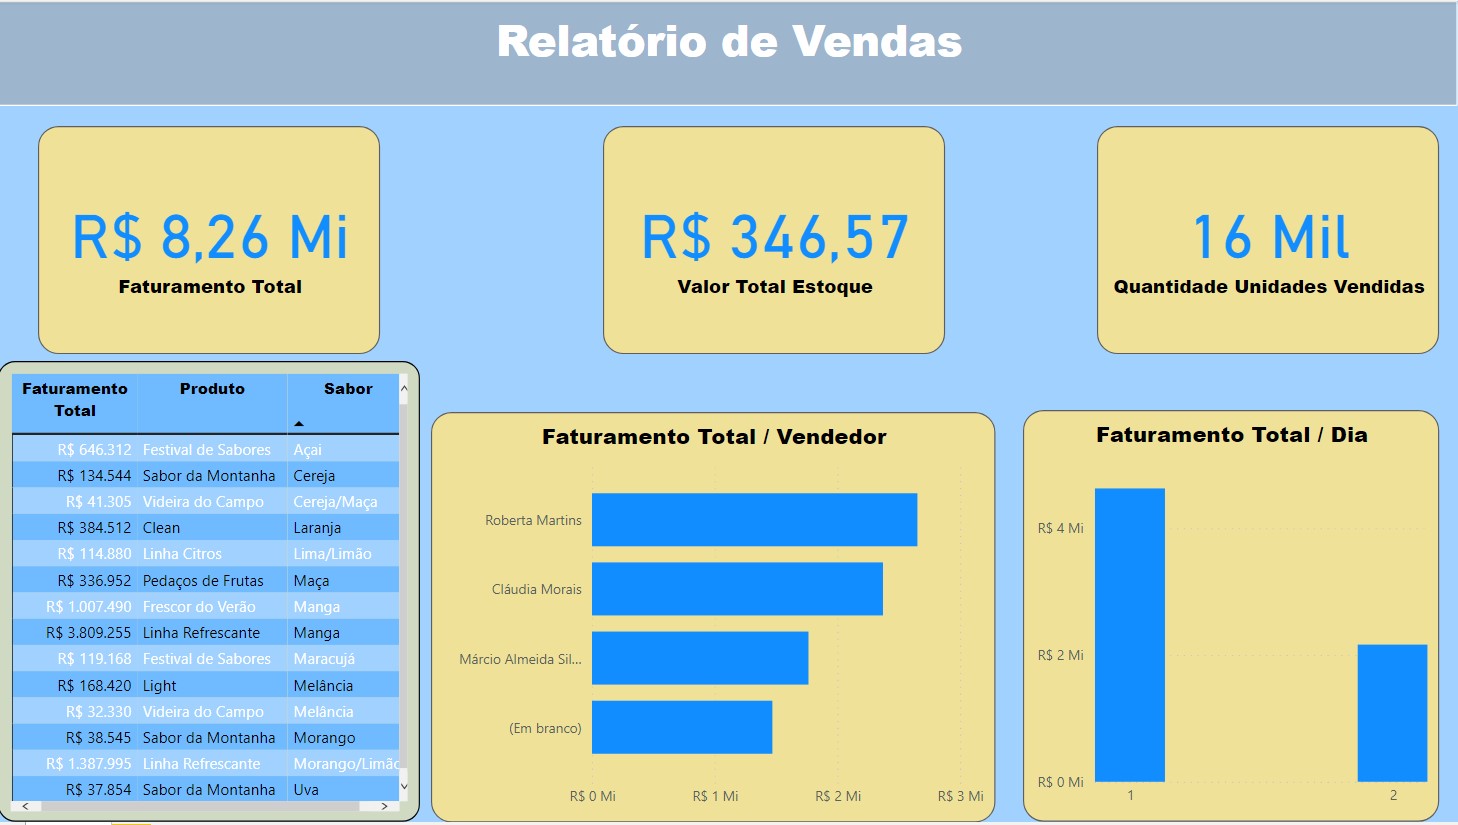 Relatório de Vendas
R$ 8,26 Mi
Faturamento Total
R$ 346,57
Valor Total Estoque
16 Mil
Quantidade Unidades Vendidas
Faturamento Total Produto Sabor
R$ 646.312 Festival de Sabores Açai
R$ 134.544 Sabor da Montanha Cereja
R$ 41.305 Videira do Campo Cereja/Maça
R$ 384.512 Clean Laranja
R$ 114.880 Linha Citros Lima/Limão
R$ 336.952 Pedaços de Frutas Maça
R$ 1.007.490 Frescor do Verão Manga
R$ 3.809.255 Linha Refrescante Manga
R$ 119.168 Festival de Sabores Maracujá
R$ 168.420 Light Melância
R$ 32.330 Videira do Campo Melância
R$ 38.545 Sabor da Montanha Morango
R$ 1.387.995 Linha Refrescante Morango/Limão
R$ 37.854 Sabor da Montanha Uva
Faturamento Total / Vendedor
Roberta Martins
Cláudia Morais
Márcio Almeida Sil...
(Em branco)
R$ 0 Mi R$ 1 Mi R$ 2 Mi R$ 3 Mi
Faturamento Total / Dia
R$ 4 Mi
R$ 2 Mi
R$ 0 Mi
1 2